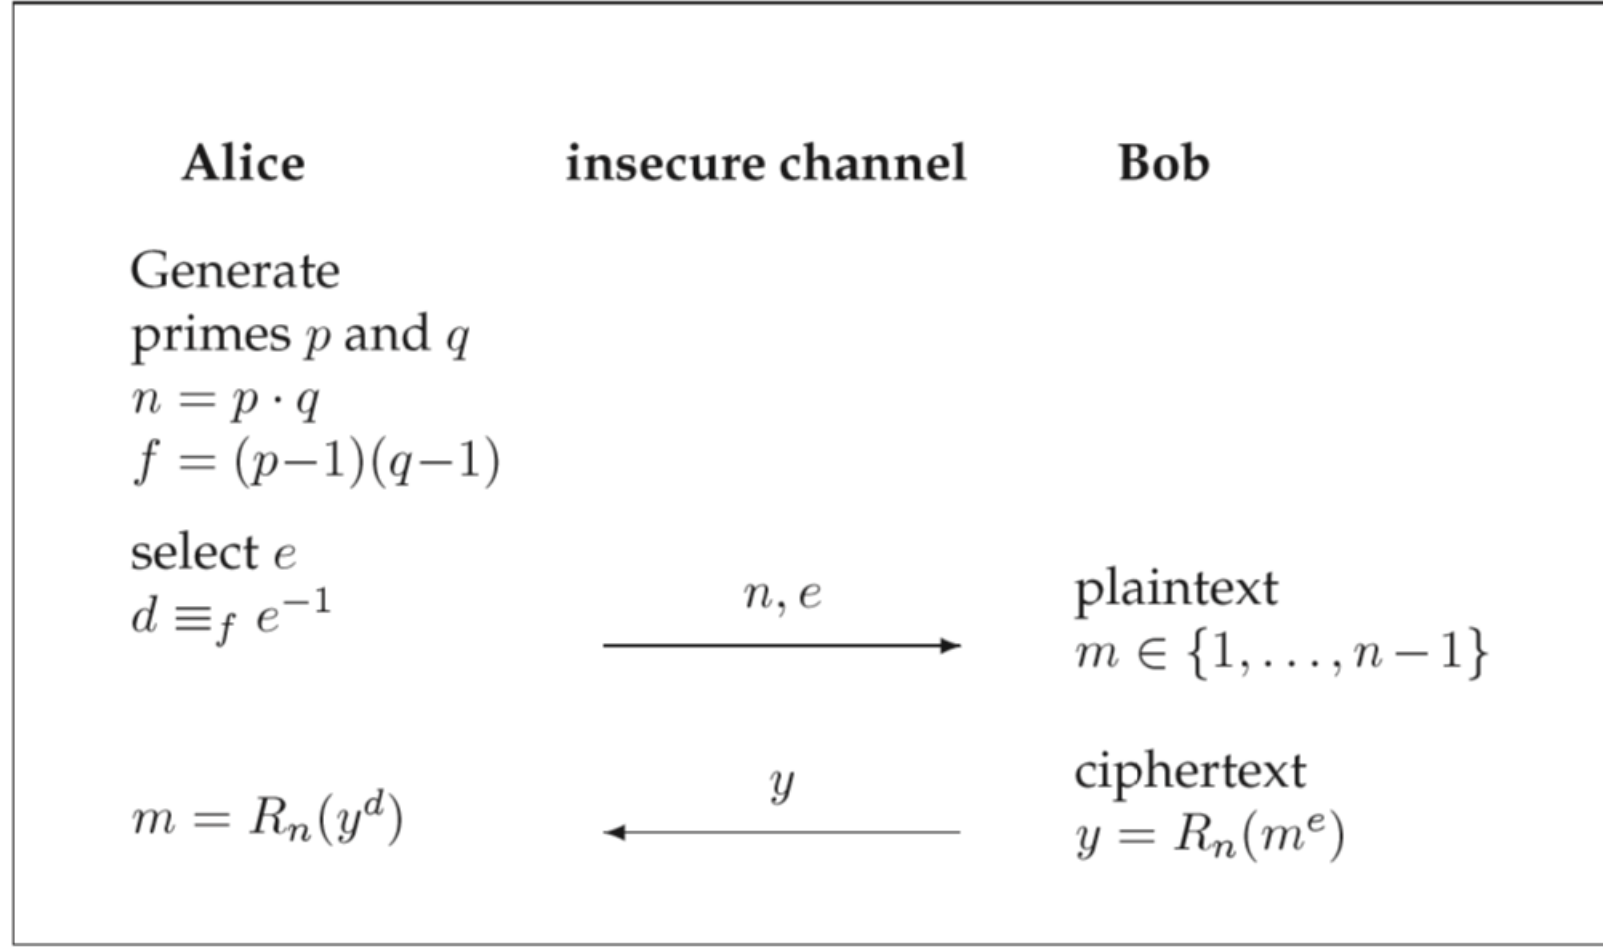 Alice insecure channel Bob
Generate
primes p and q
n = p · q
f = (p−1)(q−1)
select e
d ≡_f e^{−1}
n, e
plaintext
m ∈ {1, . . . , n − 1}
m = R_n(y^d)
y
ciphertext
y = R_n(m^e)